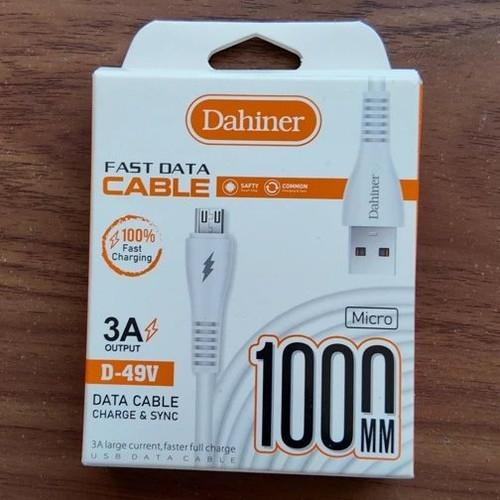 Dahiner
FAST DATA
CABLE
SAFTY
COMMON
Dahiner
100%
Fast
Charging
Micro
3A
OUTPUT
D-49V
1000
MM
DATA CABLE
CHARGE & SYNC
3A large current, faster full charge
USB DATA CABLE